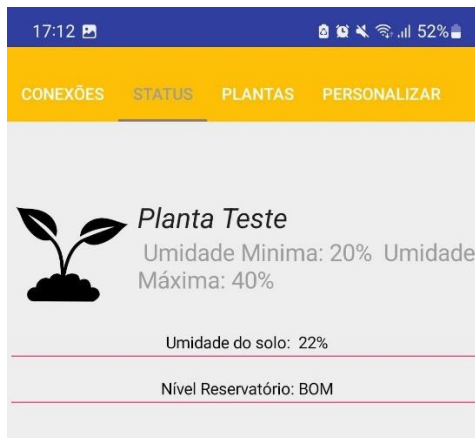 17:12 52%
CONEXÕES STATUS PLANTAS PERSONALIZAR
Planta Teste
Umidade Minima: 20% Umidade
Máxima: 40%
Umidade do solo: 22%
Nível Reservatório: BOM